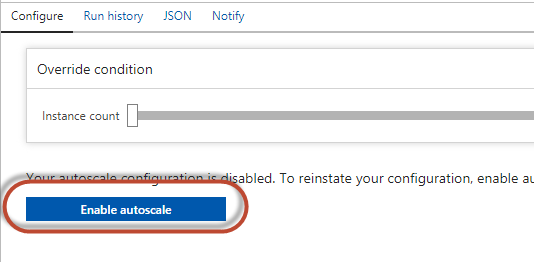 Configure Run history JSON Notify
Override condition
Instance count
Your autoscale configuration is disabled. To reinstate your configuration, enable
Enable autoscale